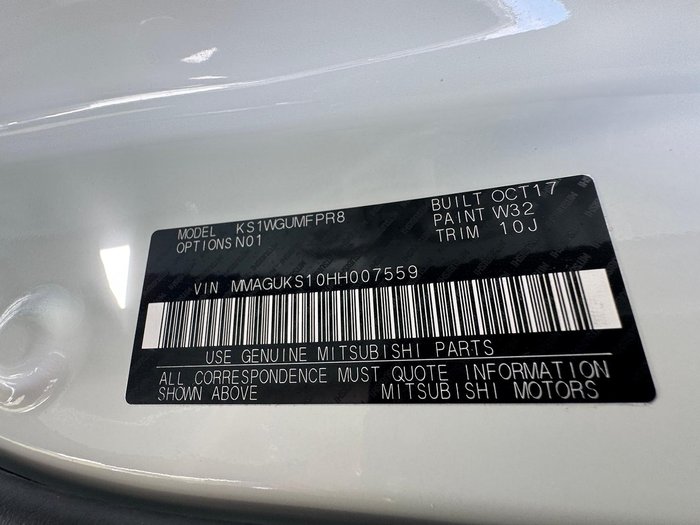 MODEL KS1WGUMFPR8 BUILT OCT17
OPTIONS N01 PAINT W32
TRIM 10J
VIN MMAGUKS10HH007559
USE GENUINE MITSUBISHI PARTS
ALL CORRESPONDENCE MUST QUOTE INFORMATION
SHOWN ABOVE MITSUBISHI MOTORS